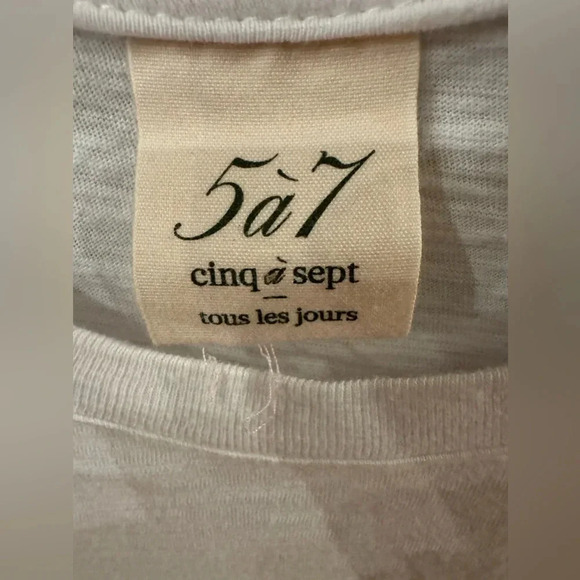 5à7
cinq à sept
tous les jours